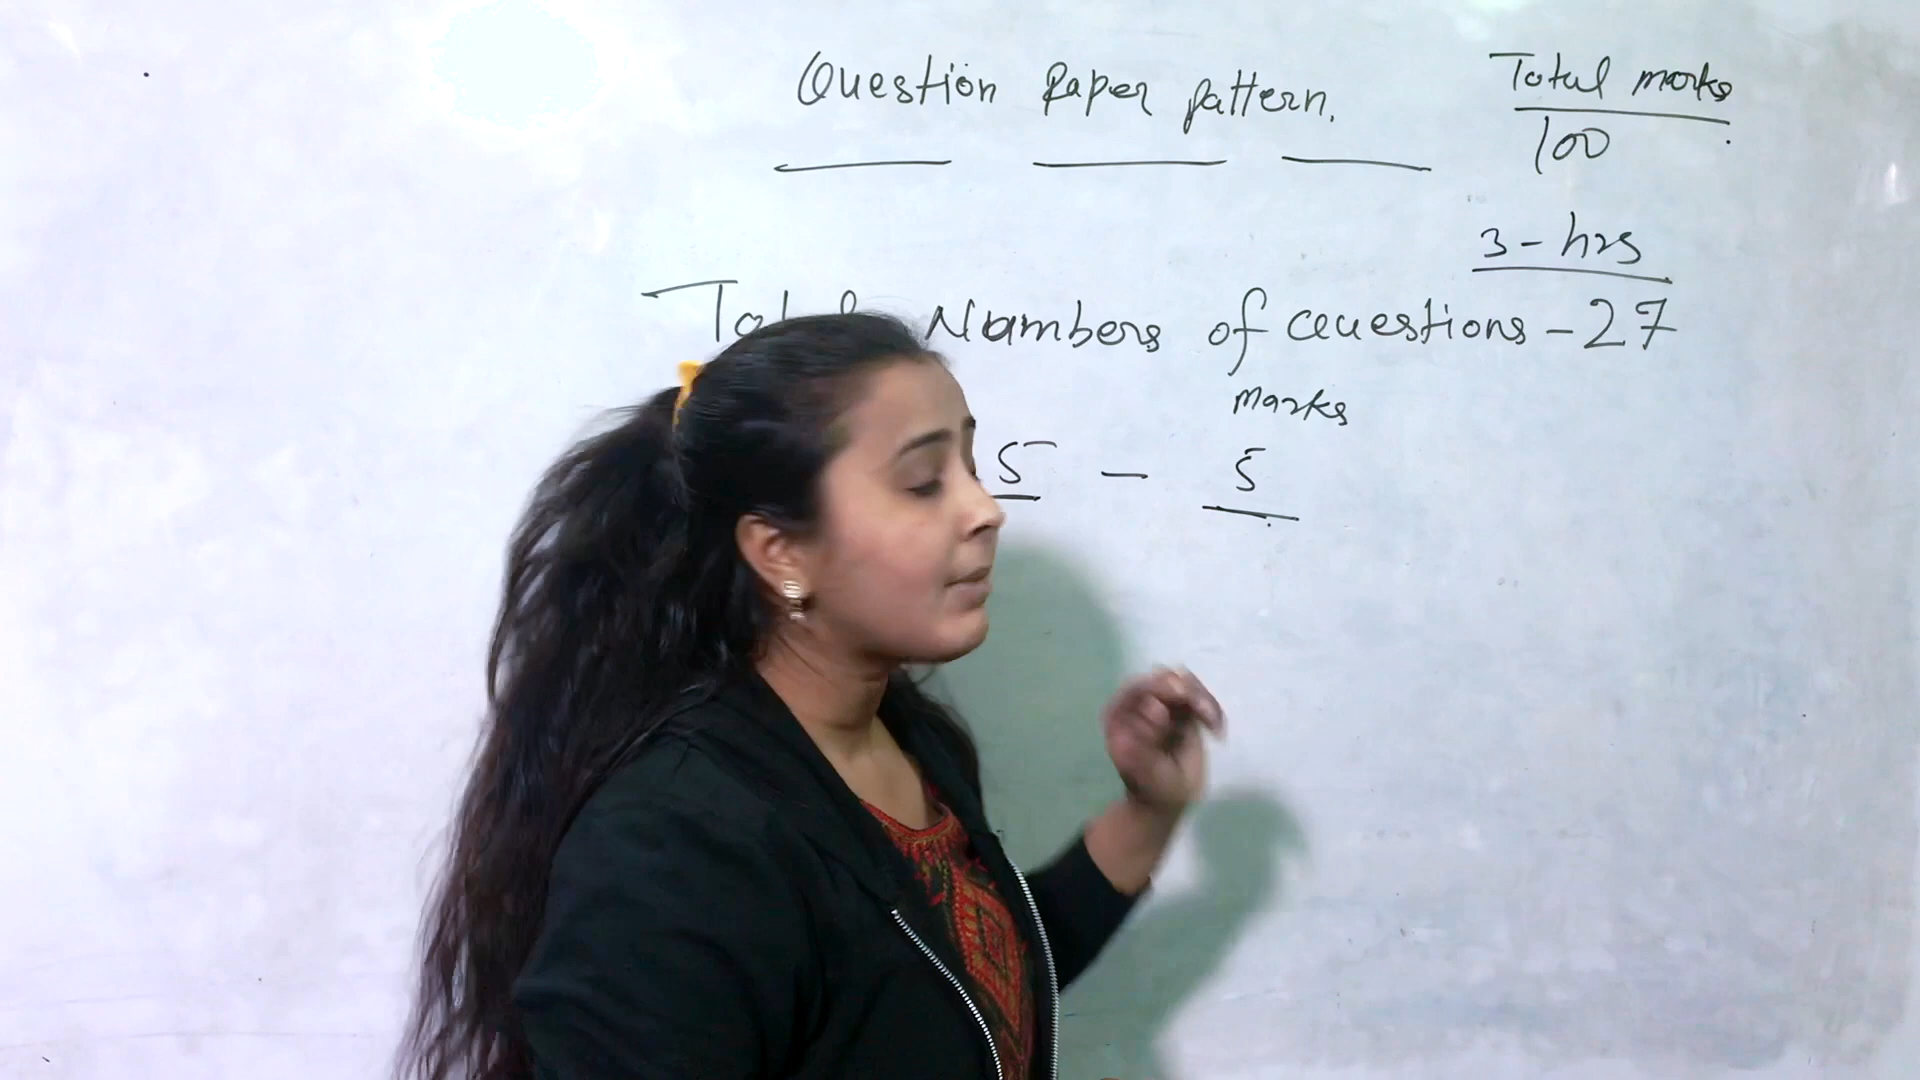 Question Paper pattern.
Total marks
100
3 - hrs
Numbers of Questions - 27
marks
5 - 5